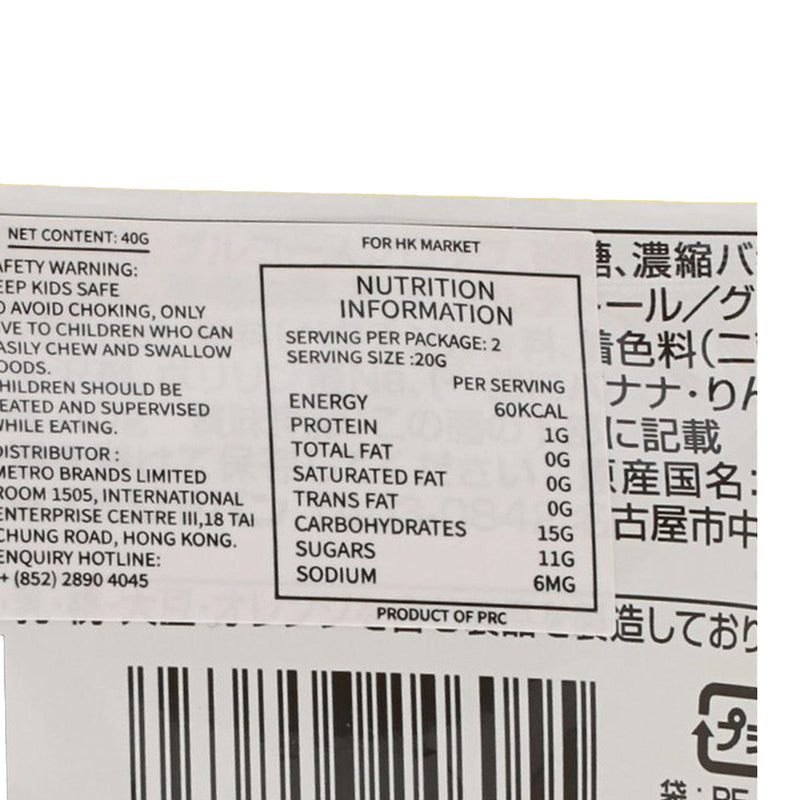 NET CONTENT: 40G
AFETY WARNING:
EEP KIDS SAFE
O AVOID CHOKING, ONLY
VE TO CHILDREN WHO CAN
ASILY CHEW AND SWALLOW
OODS.
HILDREN SHOULD BE
EATED AND SUPERVISED
WHILE EATING.
DISTRIBUTOR :
METRO BRANDS LIMITED
ROOM 1505, INTERNATIONAL
ENTERPRISE CENTRE III,18 TAI
CHUNG ROAD, HONG KONG.
ENQUIRY HOTLINE:
+ (852) 2890 4045
FOR HK MARKET
NUTRITION
INFORMATION
SERVING PER PACKAGE: 2
SERVING SIZE :20G
PER SERVING
ENERGY 60KCAL
PROTEIN 1G
TOTAL FAT 0G
SATURATED FAT 0G
TRANS FAT 0G
CARBOHYDRATES 15G
SUGARS 11G
SODIUM 6MG
PRODUCT OF PRC
糖、濃縮バ
ール/グ
着色料(二
ナナ・りん
に記載
原産国名:
古屋市中
造しており
プラ
袋:PE